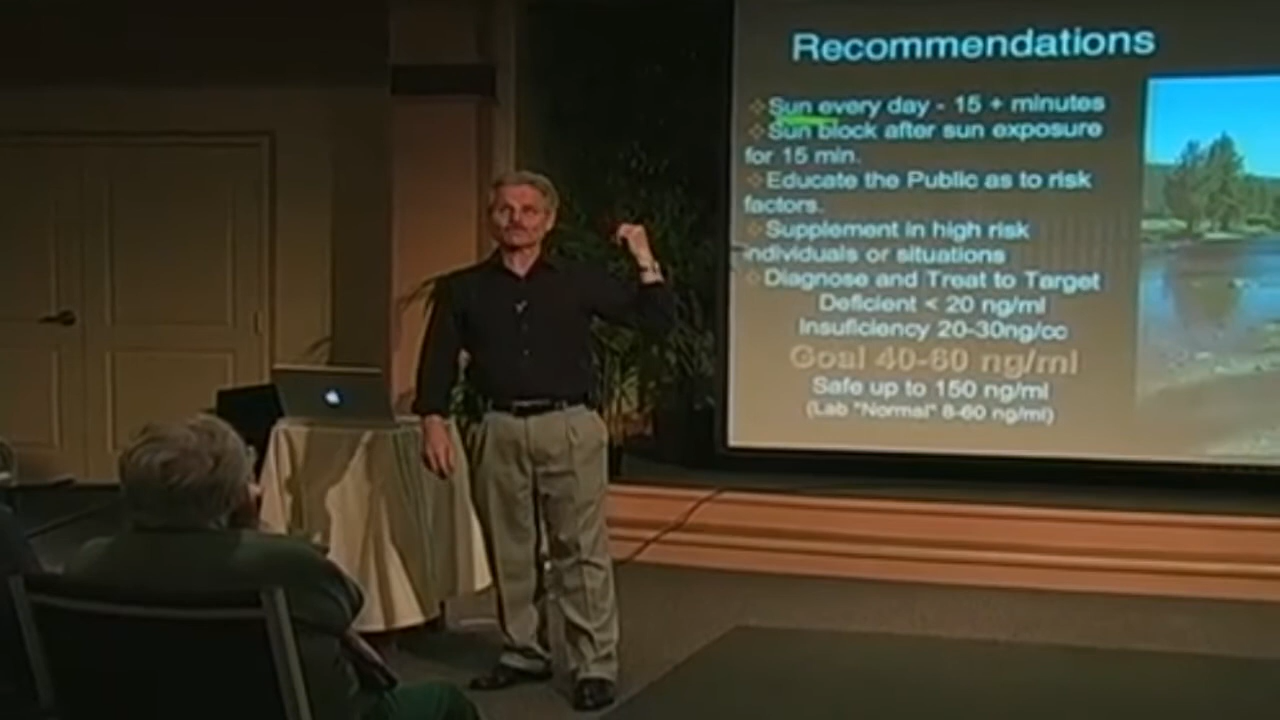 Recommendations
Sun every day - 15 + minutes
Sun block after sun exposure
for 15 min.
Educate the Public as to risk
factors.
Supplement in high risk
individuals or situations
Diagnose and Treat to Target
Deficient < 20 ng/ml
Insuficiency 20-30ng/cc
Goal 40-60 ng/ml
Safe up to 150 ng/ml
(Lab "Normal" 8-60 ng/ml)